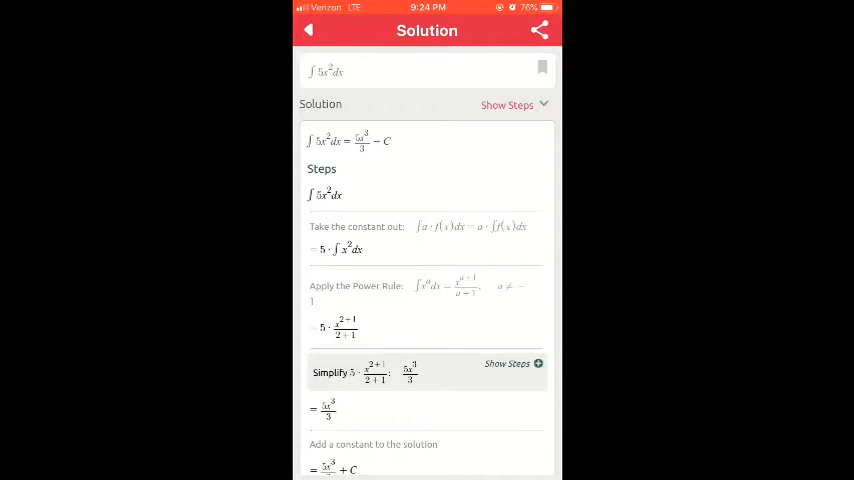 Verizon LTE 9:24 PM 76%
Solution
∫ 5x²dx
Solution Show Steps
∫ 5x²dx = 5x³/3 + C
Steps
∫ 5x²dx
Take the constant out: ∫a · f(x)dx = a · ∫f(x)dx
= 5 · ∫ x²dx
Apply the Power Rule: ∫xᵃdx = xᵃ⁺¹/a+1, a ≠ −
1
= 5 · x²⁺¹/2+1
Simplify 5 · x²⁺¹/2+1: 5x³/3 Show Steps
= 5x³/3
Add a constant to the solution
= 5x³/3 + C